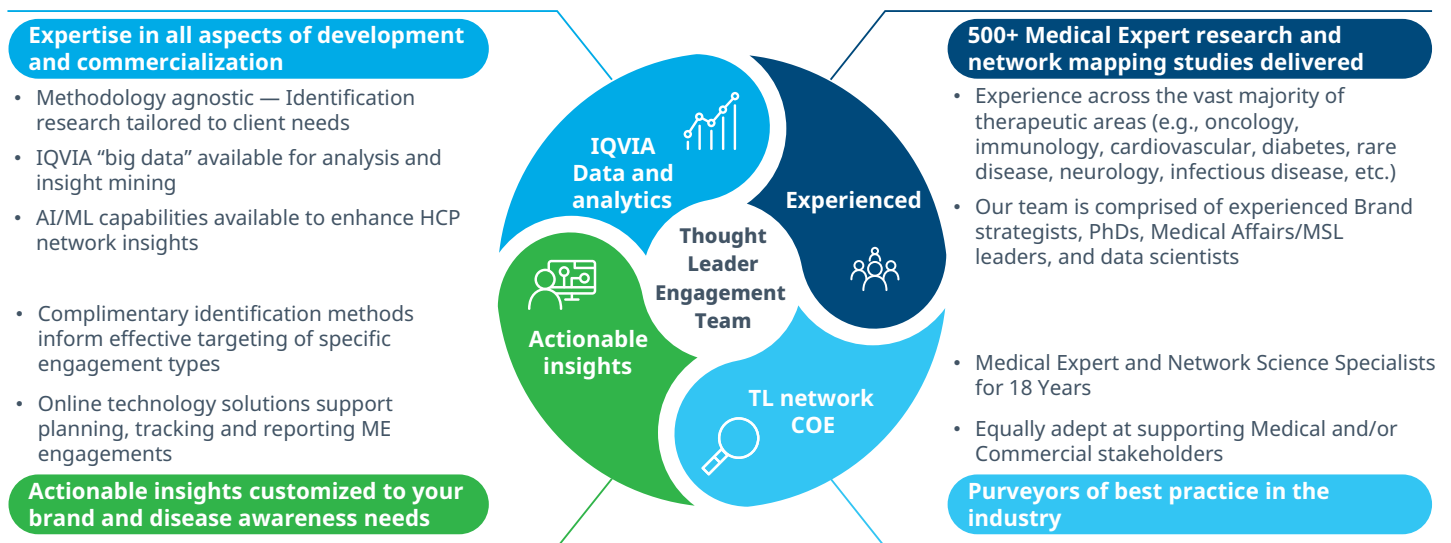 Expertise in all aspects of development
and commercialization
• Methodology agnostic — Identification
research tailored to client needs
• IQVIA “big data” available for analysis and
insight mining
• AI/ML capabilities available to enhance HCP
network insights
• Complimentary identification methods
inform effective targeting of specific
engagement types
• Online technology solutions support
planning, tracking and reporting ME
engagements
Actionable insights customized to your
brand and disease awareness needs
IQVIA
Data and
analytics
Experienced
Thought
Leader
Engagement
Team
Actionable
insights
TL network
COE
500+ Medical Expert research and
network mapping studies delivered
• Experience across the vast majority of
therapeutic areas (e.g., oncology,
immunology, cardiovascular, diabetes, rare
disease, neurology, infectious disease, etc.)
• Our team is comprised of experienced Brand
strategists, PhDs, Medical Affairs/MSL
leaders, and data scientists
• Medical Expert and Network Science Specialists
for 18 Years
• Equally adept at supporting Medical and/or
Commercial stakeholders
Purveyors of best practice in the
industry